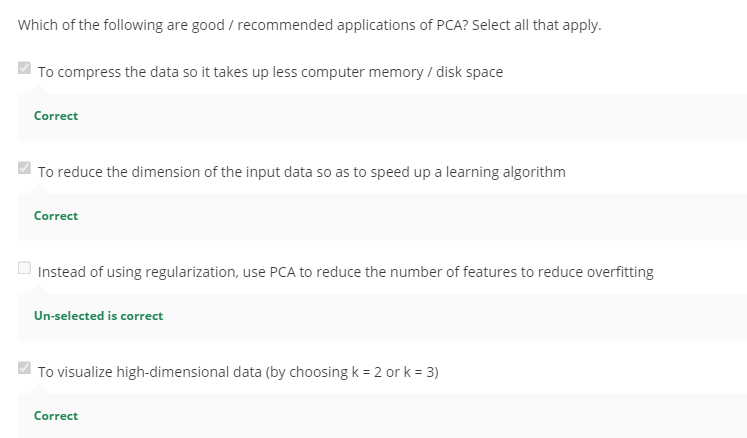 Which of the following are good / recommended applications of PCA? Select all that apply.
To compress the data so it takes up less computer memory / disk space
Correct
To reduce the dimension of the input data so as to speed up a learning algorithm
Correct
Instead of using regularization, use PCA to reduce the number of features to reduce overfitting
Un-selected is correct
To visualize high-dimensional data (by choosing k = 2 or k = 3)
Correct